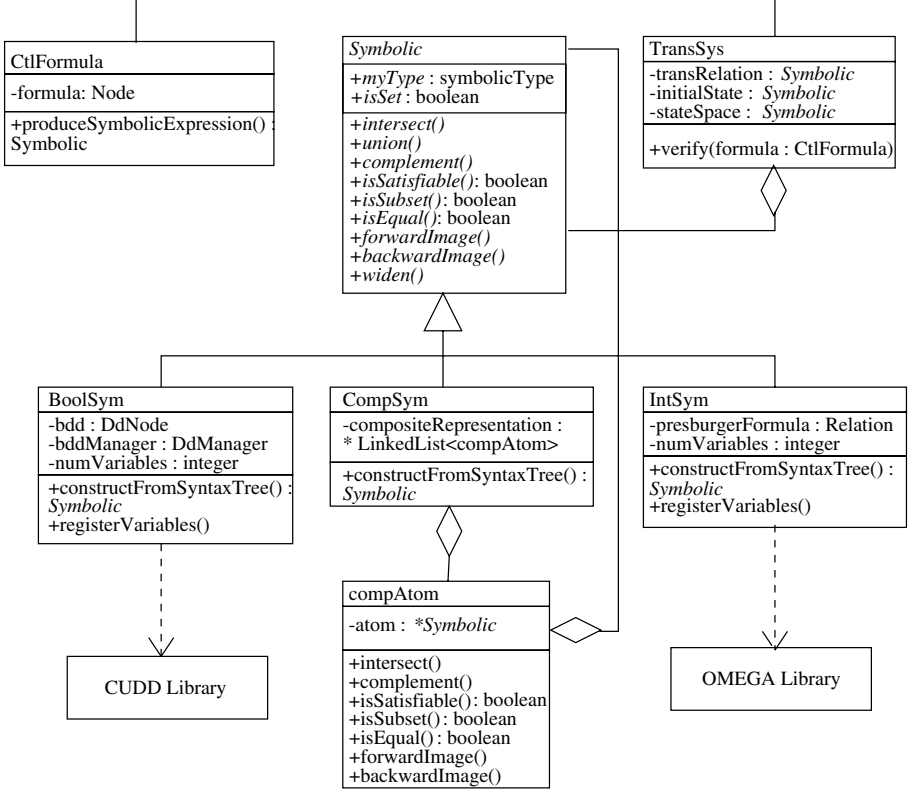 CtlFormula
-formula: Node
+produceSymbolicExpression() :
Symbolic
Symbolic
+myType : symbolicType
+isSet : boolean
+intersect()
+union()
+complement()
+isSatisfiable(): boolean
+isSubset(): boolean
+isEqual(): boolean
+forwardImage()
+backwardImage()
+widen()
TransSys
-transRelation : Symbolic
-initialState : Symbolic
-stateSpace : Symbolic
+verify(formula : CtlFormula)
BoolSym
-bdd : DdNode
-bddManager : DdManager
-numVariables : integer
+constructFromSyntaxTree() :
Symbolic
+registerVariables()
CompSym
-compositeRepresentation :
* LinkedList<compAtom>
+constructFromSyntaxTree() :
Symbolic
IntSym
-presburgerFormula : Relation
-numVariables : integer
+constructFromSyntaxTree() :
Symbolic
+registerVariables()
compAtom
-atom : *Symbolic
+intersect()
+complement()
+isSatisfiable() : boolean
+isSubset() : boolean
+isEqual() : boolean
+forwardImage()
+backwardImage()
CUDD Library
OMEGA Library